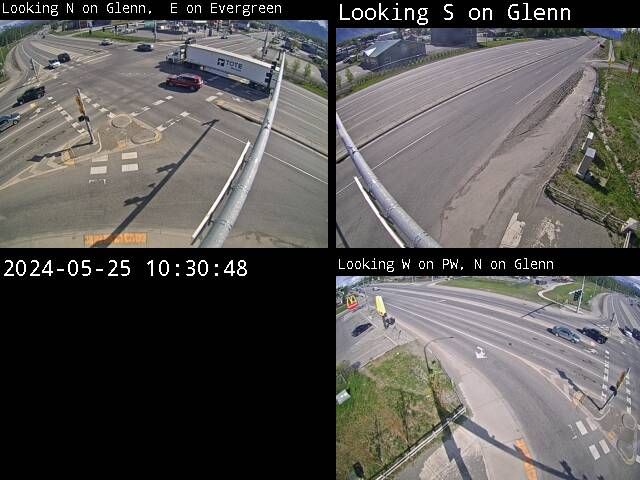 Looking N on Glenn,  E on Evergreen
Looking S on Glenn
TOTE
2024-05-25 10:30:48
Looking W on PW, N on Glenn